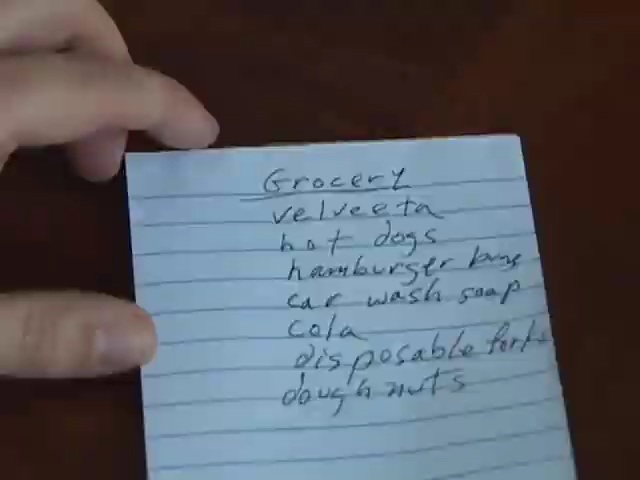 Grocery
velveeta
hot dogs
hamburger buns
car wash soap
cola
disposable forks
doughnuts